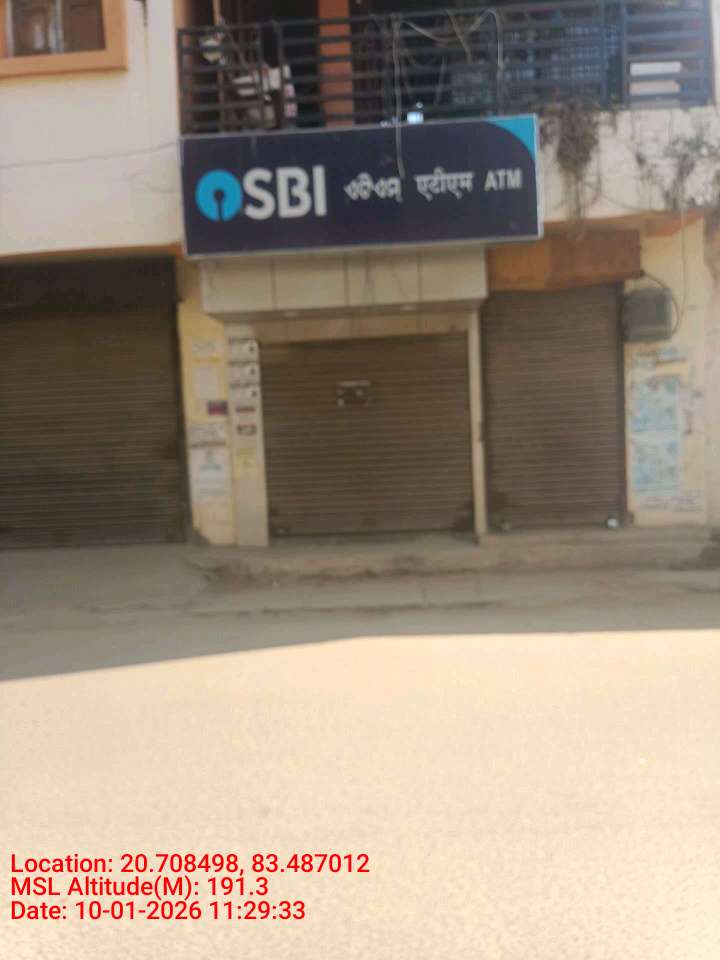 SBI ଏଟିଏମ୍ एटीएम ATM
Location: 20.708498, 83.487012
MSL Altitude(M): 191.3
Date: 10-01-2026 11:29:33